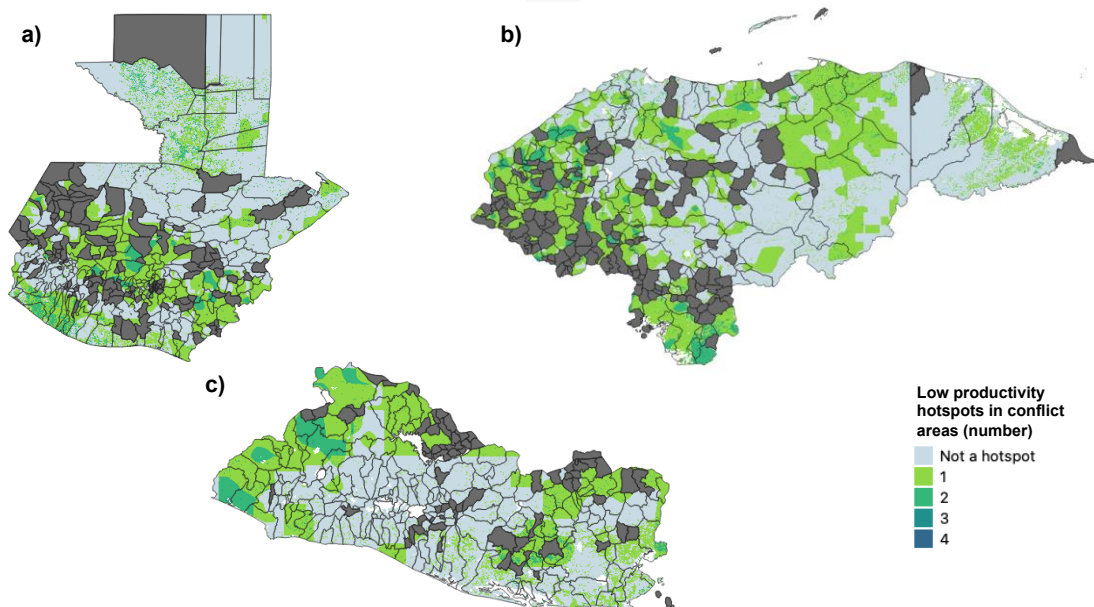 a)
b)
c)
Low productivity
hotspots in conflict
areas (number)
Not a hotspot
1
2
3
4